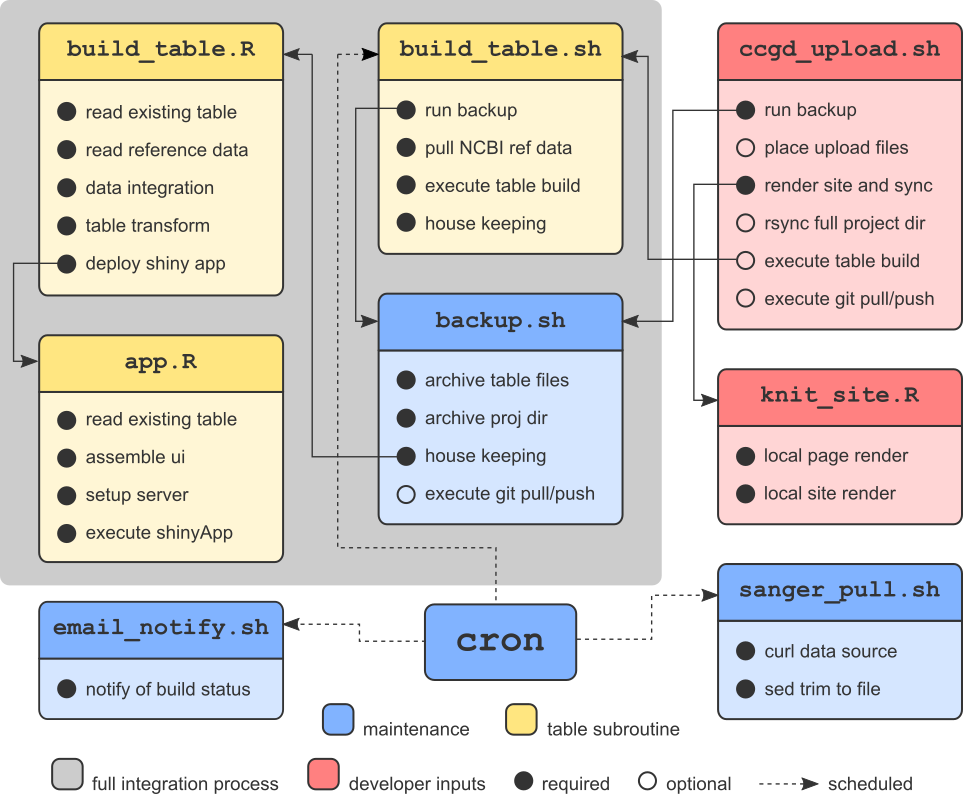 build_table.R
read existing table
read reference data
data integration
table transform
deploy shiny app
build_table.sh
run backup
pull NCBI ref data
execute table build
house keeping
ccgd_upload.sh
run backup
place upload files
render site and sync
rsync full project dir
execute table build
execute git pull/push
app.R
read existing table
assemble ui
setup server
execute shinyApp
backup.sh
archive table files
archive proj dir
house keeping
execute git pull/push
knit_site.R
local page render
local site render
email_notify.sh
notify of build status
cron
sanger_pull.sh
curl data source
sed trim to file
maintenance
table subroutine
full integration process
developer inputs
required
optional
scheduled